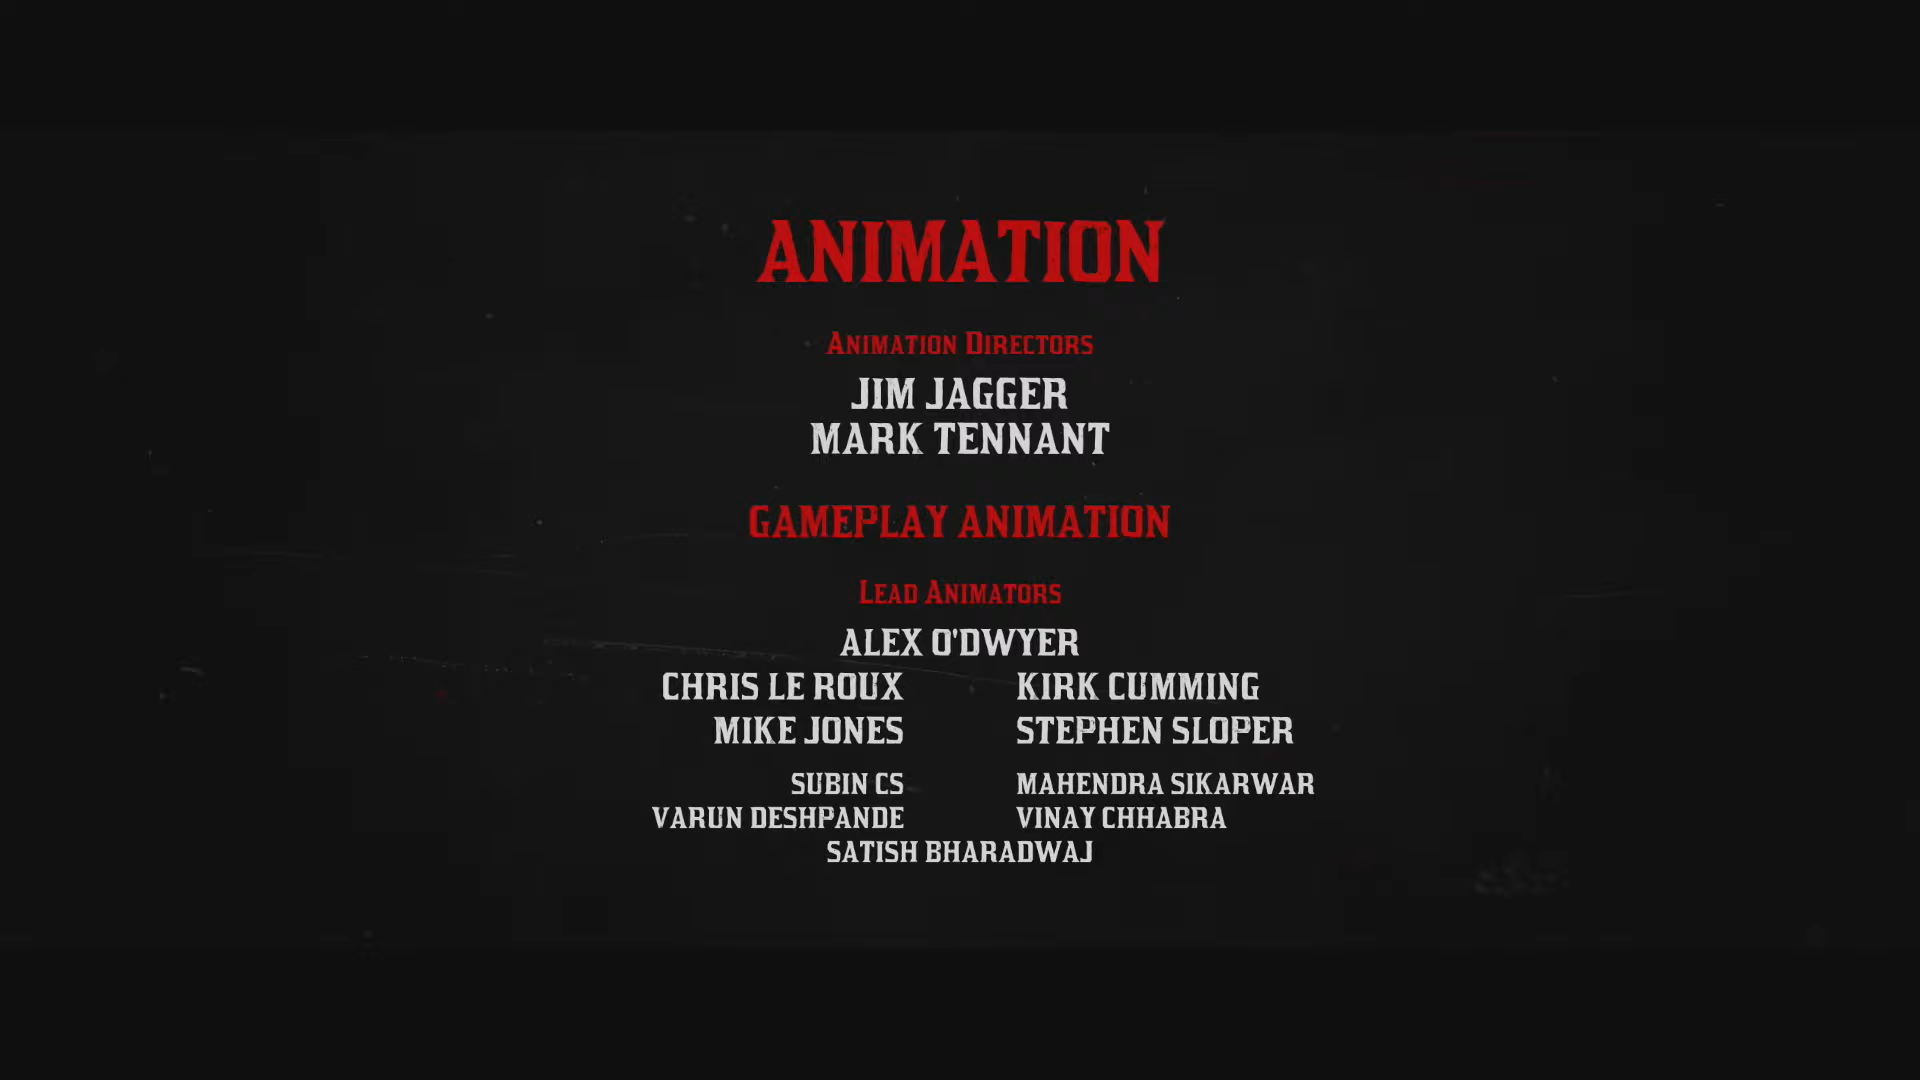 ANIMATION
ANIMATION DIRECTORS
JIM JAGGER
MARK TENNANT
GAMEPLAY ANIMATION
LEAD ANIMATORS
ALEX O'DWYER
CHRIS LE ROUX KIRK CUMMING
MIKE JONES STEPHEN SLOPER
SUBIN CS MAHENDRA SIKARWAR
VARUN DESHPANDE VINAY CHHABRA
SATISH BHARADWAJ